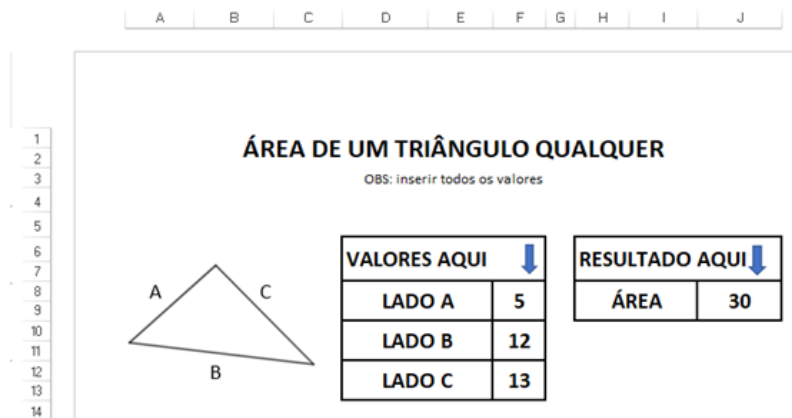 A B C D E F G H I J
1
2
3
4
5
6
7
8
9
10
11
12
13
14
ÁREA DE UM TRIÂNGULO QUALQUER
OBS: inserir todos os valores
A
C
B
VALORES AQUI
LADO A 5
LADO B 12
LADO C 13
RESULTADO AQUI
ÁREA 30